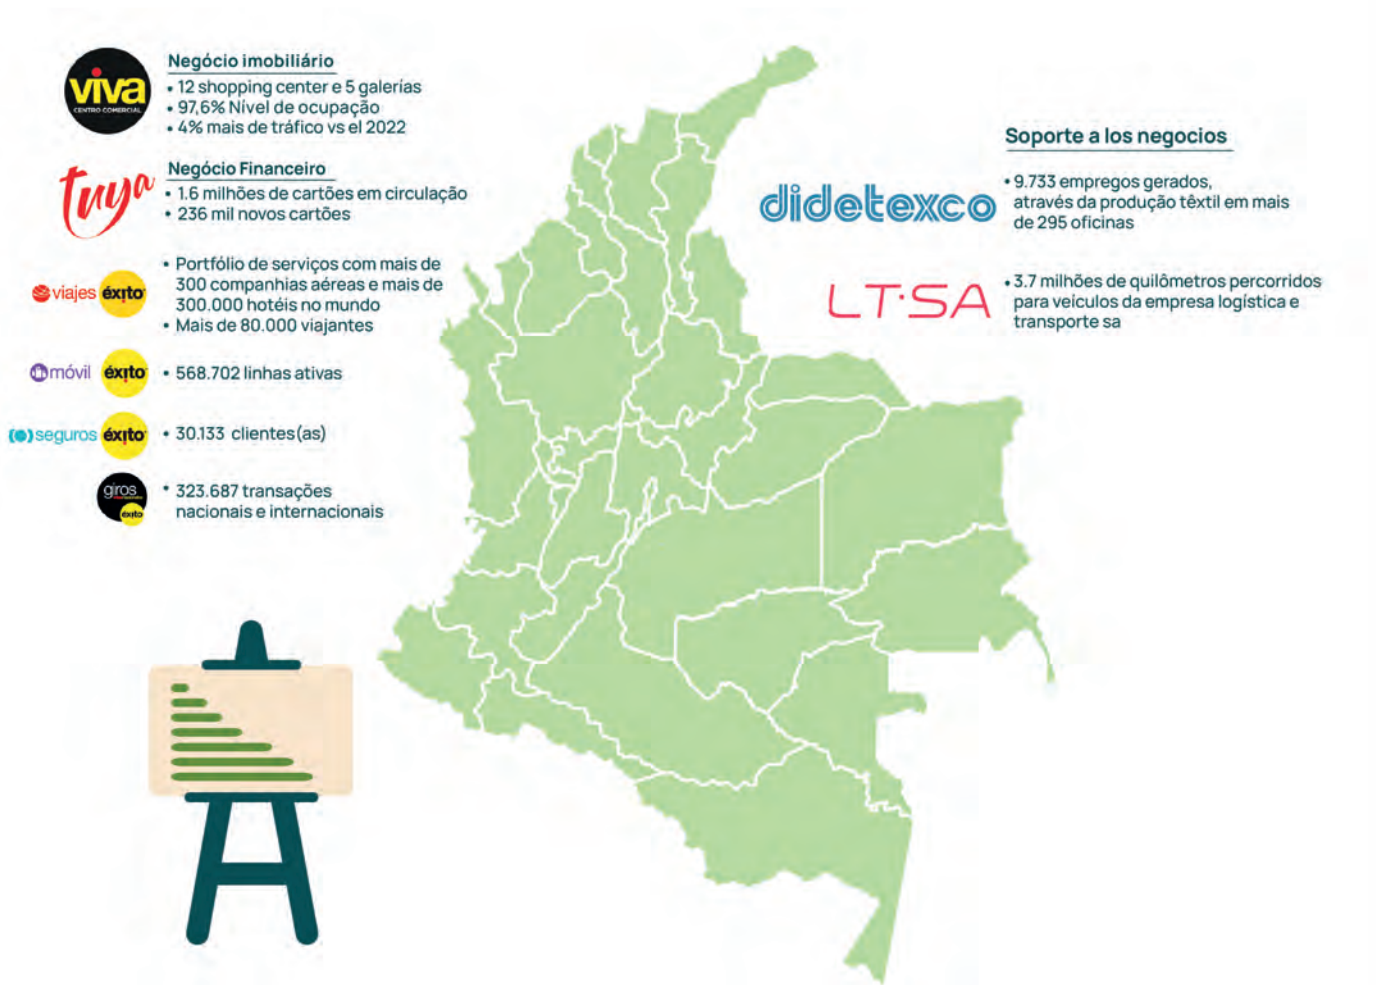 viva
CENTRO COMERCIAL
Negócio imobiliário
• 12 shopping center e 5 galerías
• 97,6% Nível de ocupação
• 4% mais de tráfico vs el 2022
tuya
Negócio Financeiro
• 1.6 milhões de cartões em circulação
• 236 mil novos cartões
viajes éxito
• Portfólio de serviços com mais de
300 companhias aéreas e mais de
300.000 hotéis no mundo
• Mais de 80.000 viajantes
móvil éxito
• 568.702 linhas ativas
seguros éxito
• 30.133 clientes(as)
giros
éxito
• 323.687 transações
nacionais e internacionais
Soporte a los negocios
didetexco
• 9.733 empregos gerados,
através da produção têxtil em mais
de 295 oficinas
LT·SA
• 3.7 milhões de quilômetros percorridos
para veículos da empresa logística e
transporte sa